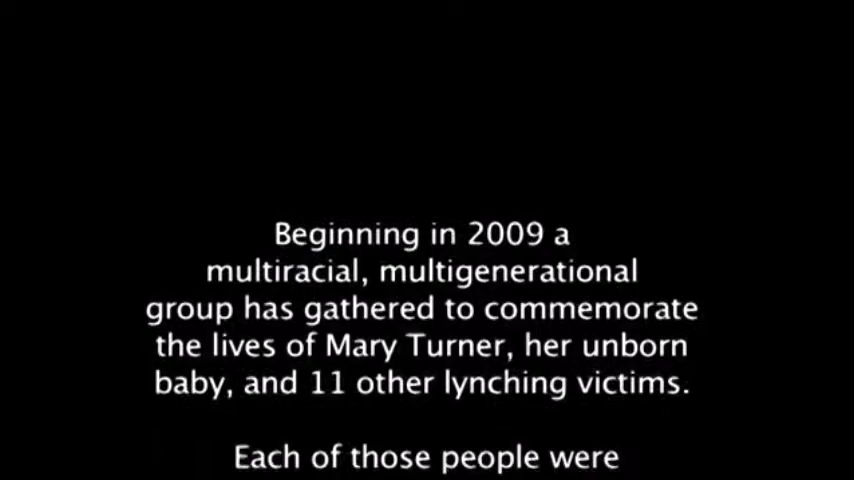 Beginning in 2009 a
multiracial, multigenerational
group has gathered to commemorate
the lives of Mary Turner, her unborn
baby, and 11 other lynching victims.
Each of those people were